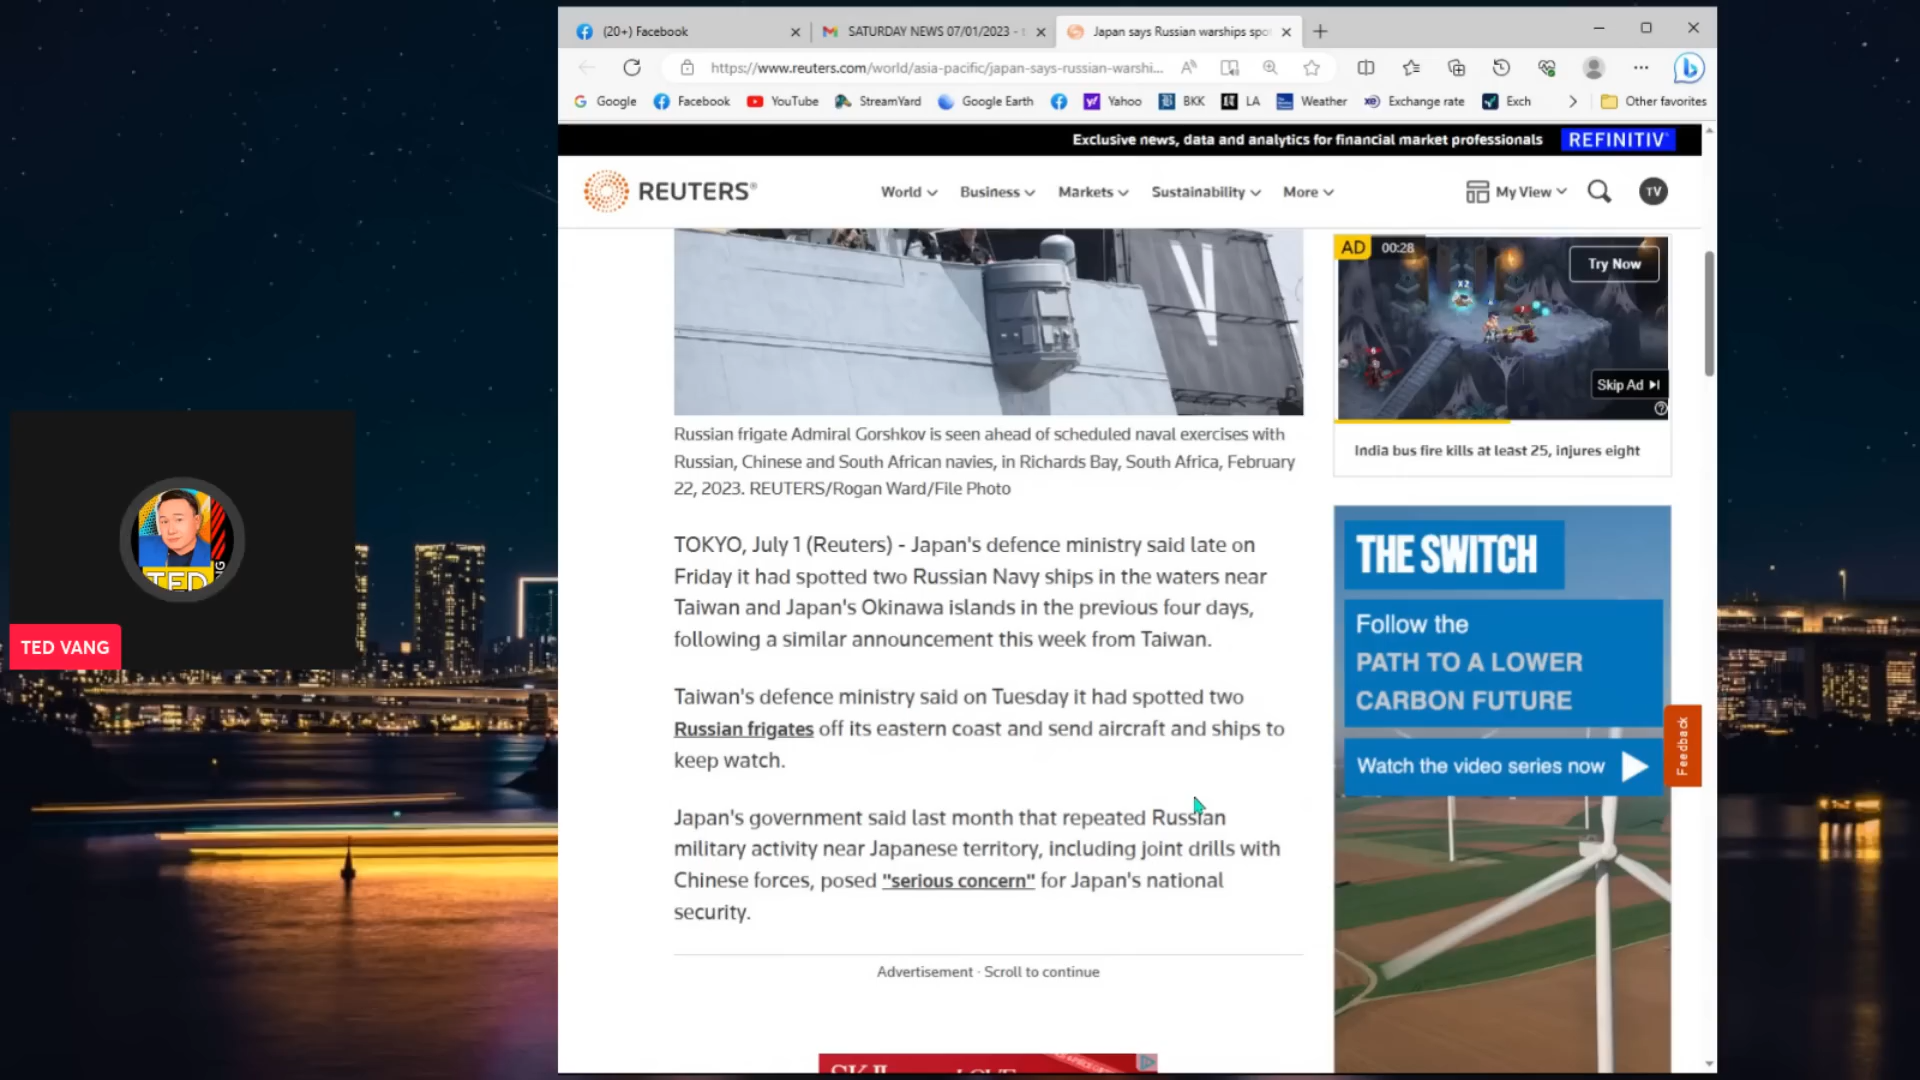 (20+) Facebook
SATURDAY NEWS 07/01/2023 -
Japan says Russian warships spo
https://www.reuters.com/world/asia-pacific/japan-says-russian-warshi...
Google
Facebook
YouTube
StreamYard
Google Earth
Yahoo
BKK
LA
Weather
Exchange rate
Exch
Other favorites
Exclusive news, data and analytics for financial market professionals
REFINITIV
REUTERS®
World
Business
Markets
Sustainability
More
My View
TV
V
Russian frigate Admiral Gorshkov is seen ahead of scheduled naval exercises with
Russian, Chinese and South African navies, in Richards Bay, South Africa, February
22, 2023. REUTERS/Rogan Ward/File Photo
TOKYO, July 1 (Reuters) - Japan's defence ministry said late on
Friday it had spotted two Russian Navy ships in the waters near
Taiwan and Japan's Okinawa islands in the previous four days,
following a similar announcement this week from Taiwan.
Taiwan's defence ministry said on Tuesday it had spotted two
Russian frigates off its eastern coast and send aircraft and ships to
keep watch.
Japan's government said last month that repeated Russian
military activity near Japanese territory, including joint drills with
Chinese forces, posed "serious concern" for Japan's national
security.
Advertisement · Scroll to continue
AD 00:28
Try Now
X2
Skip Ad
India bus fire kills at least 25, injures eight
THE SWITCH
Follow the
PATH TO A LOWER
CARBON FUTURE
Watch the video series now
Feedback
TED
TED VANG